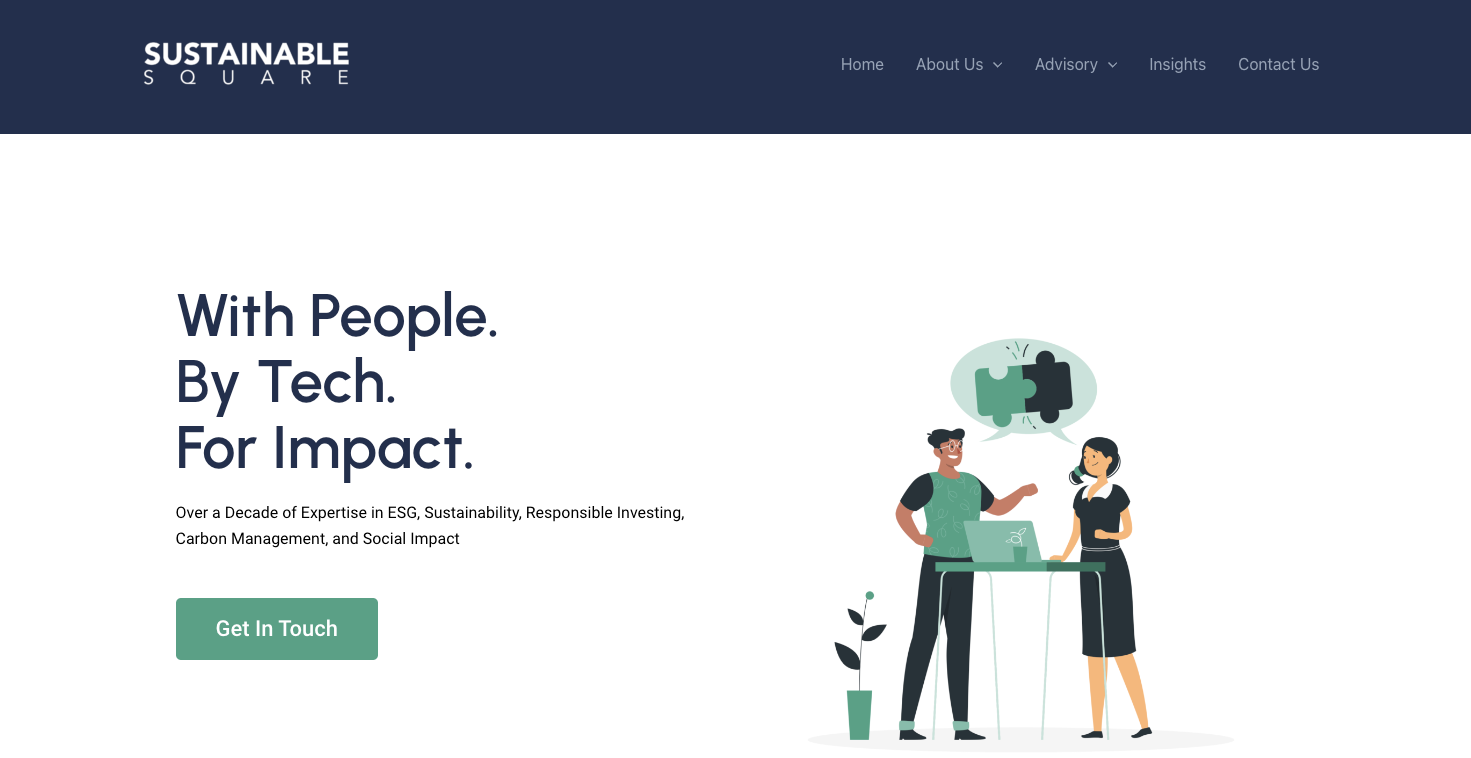 SUSTAINABLE
SQUARE
Home About Us Advisory Insights Contact Us
With People.
By Tech.
For Impact.
Over a Decade of Expertise in ESG, Sustainability, Responsible Investing,
Carbon Management, and Social Impact
Get In Touch